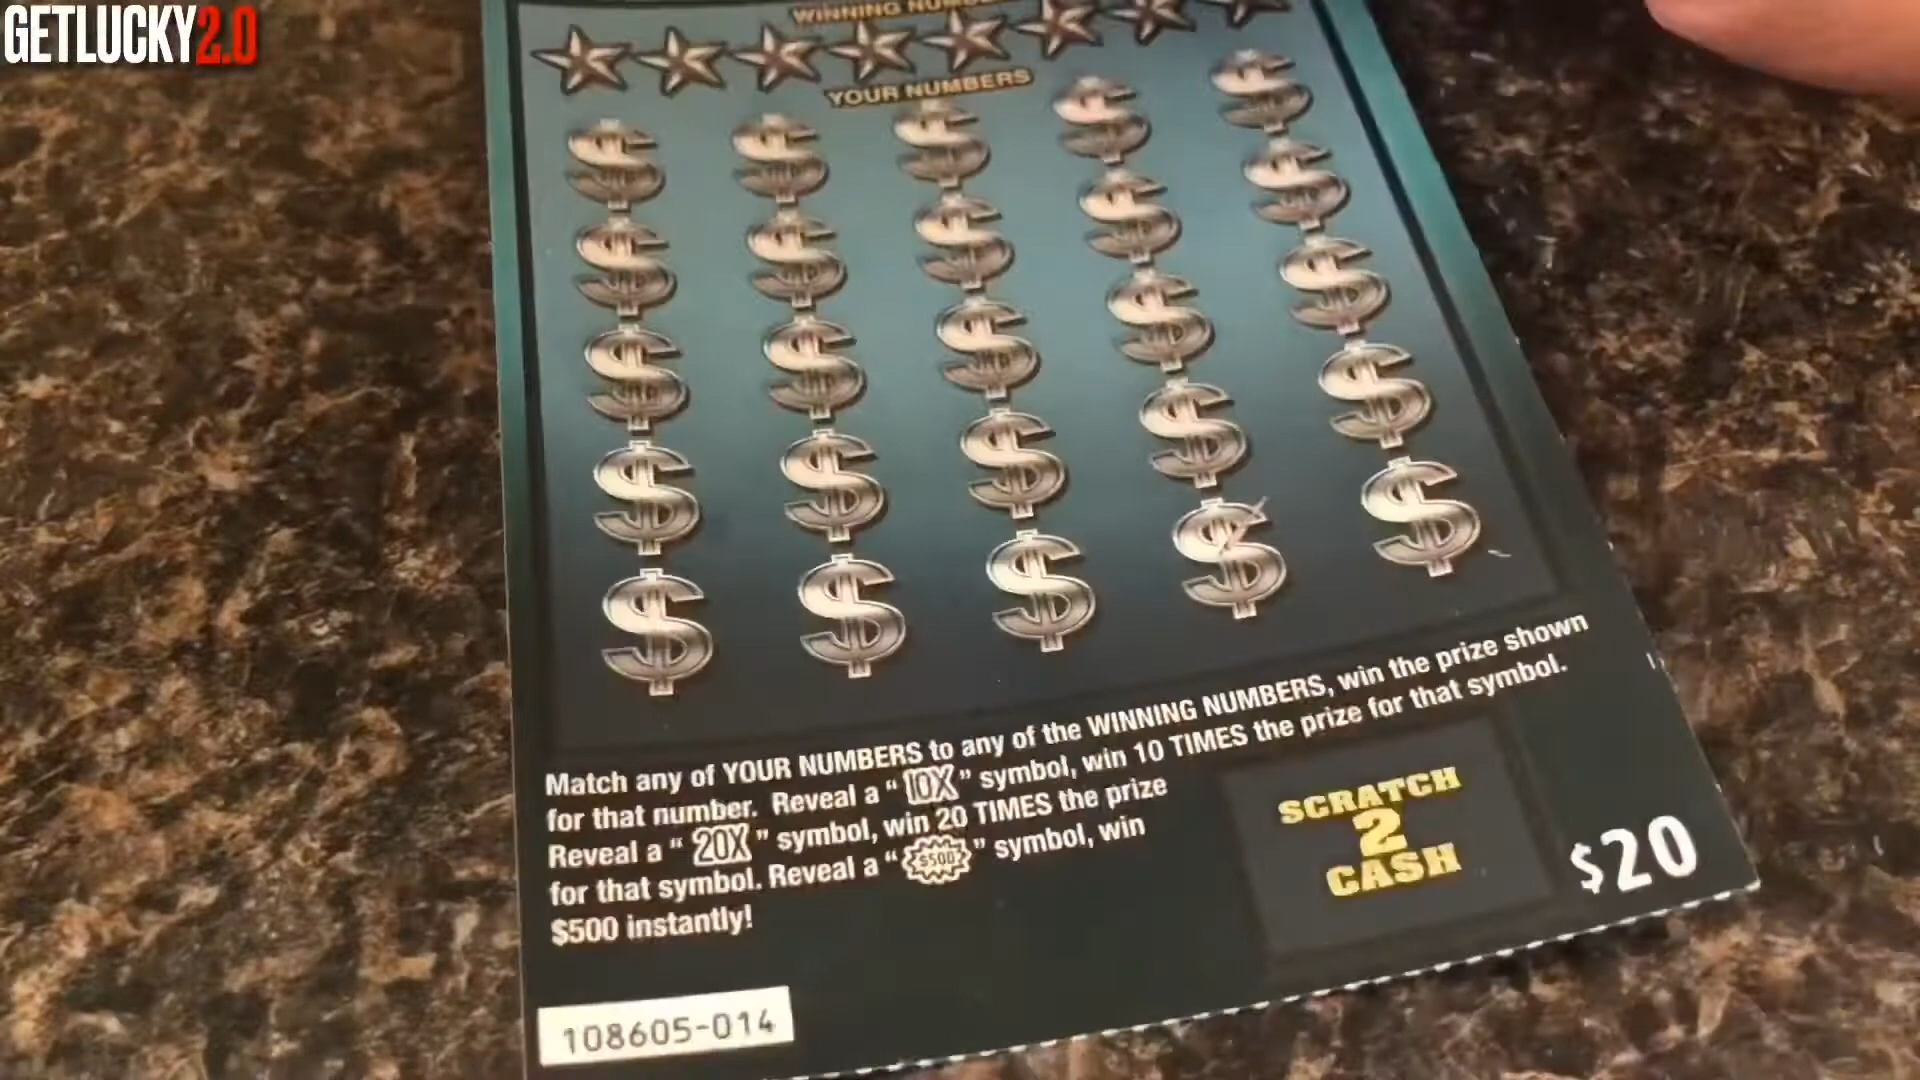 GETLUCKY2.0
WINNING
YOUR NUMBERS
Match any of YOUR NUMBERS to any of the WINNING NUMBERS, win the prize shown
for that number. Reveal a “ 10X ” symbol, win 10 TIMES the prize for that symbol.
Reveal a “ 20X ” symbol, win 20 TIMES the prize
for that symbol. Reveal a “ $500 ” symbol, win
$500 instantly!
SCRATCH
2
CASH
$20
108605-014